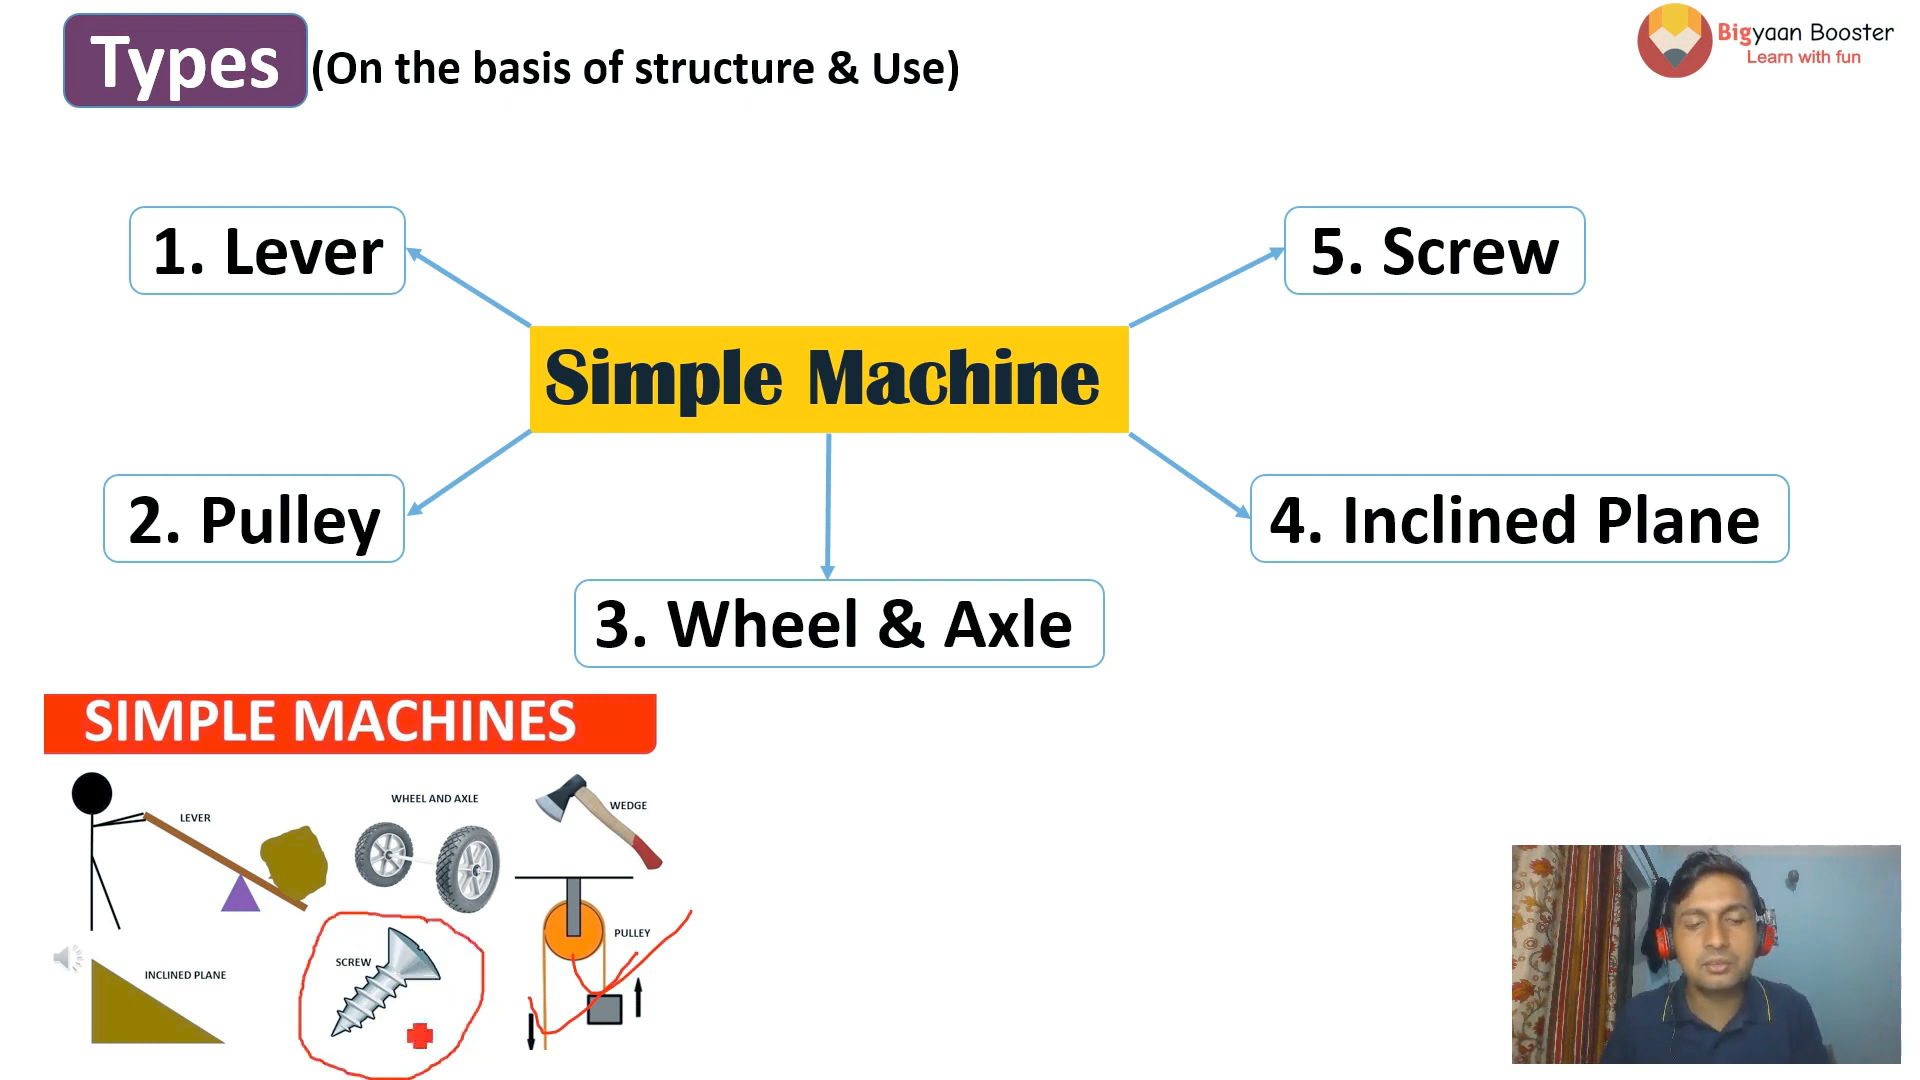 Types (On the basis of structure & Use)
Bigyaan Booster
Learn with fun
1. Lever
5. Screw
Simple Machine
2. Pulley
4. Inclined Plane
3. Wheel & Axle
SIMPLE MACHINES
WHEEL AND AXLE
WEDGE
LEVER
PULLEY
SCREW
INCLINED PLANE